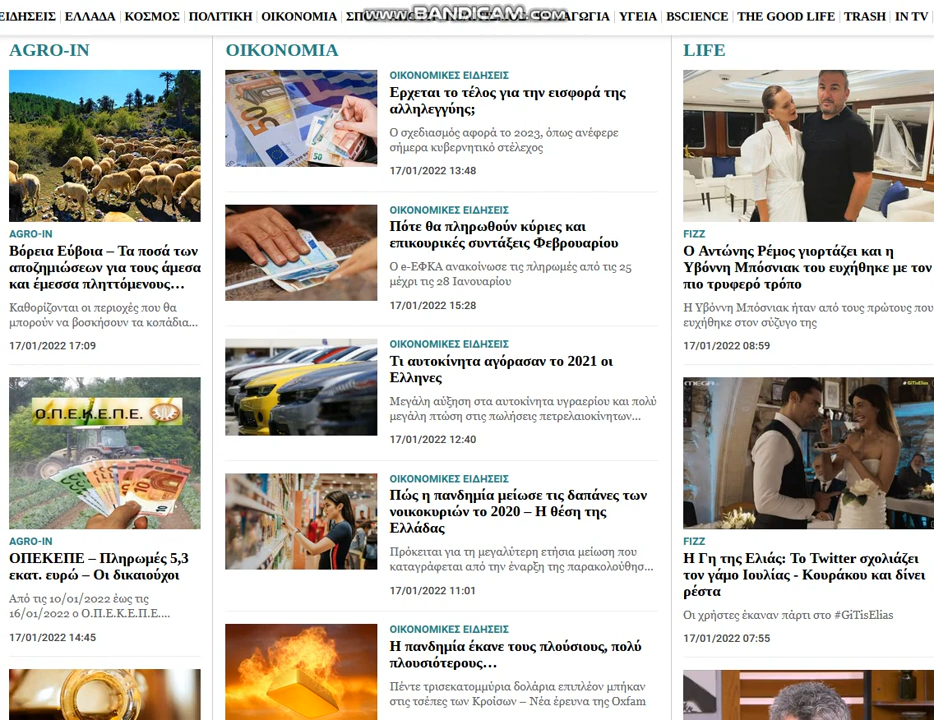 ΕΙΔΗΣΕΙΣ ΕΛΛΑΔΑ ΚΟΣΜΟΣ ΠΟΛΙΤΙΚΗ ΟΙΚΟΝΟΜΙΑ ΥΓΕΙΑ BSCIENCE THE GOOD LIFE TRASH IN TV
www.BANDICAM.com
AGRO-IN
AGRO-IN
Βόρεια Εύβοια – Τα ποσά των
αποζημιώσεων για τους άμεσα
και έμεσσα πληττόμενους...
Καθορίζονται οι περιοχές που θα
μπορούν να βοσκήσουν τα κοπάδια...
17/01/2022 17:09
Ο.Π.Ε.Κ.Ε.Π.Ε.
AGRO-IN
ΟΠΕΚΕΠΕ – Πληρωμές 5,3
εκατ. ευρώ – Οι δικαιούχοι
Από τις 10/01/2022 έως τις
16/01/2022 ο Ο.Π.Ε.Κ.Ε.Π.Ε....
17/01/2022 14:45
ΟΙΚΟΝΟΜΙΑ
ΟΙΚΟΝΟΜΙΚΕΣ ΕΙΔΗΣΕΙΣ
Ερχεται το τέλος για την εισφορά της
αλληλεγγύης;
Ο σχεδιασμός αφορά το 2023, όπως ανέφερε
σήμερα κυβερνητικό στέλεχος
17/01/2022 13:48
ΟΙΚΟΝΟΜΙΚΕΣ ΕΙΔΗΣΕΙΣ
Πότε θα πληρωθούν κύριες και
επικουρικές συντάξεις Φεβρουαρίου
Ο e-ΕΦΚΑ ανακοίνωσε τις πληρωμές από τις 25
μέχρι τις 28 Ιανουαρίου
17/01/2022 15:28
ΟΙΚΟΝΟΜΙΚΕΣ ΕΙΔΗΣΕΙΣ
Τι αυτοκίνητα αγόρασαν το 2021 οι
Ελληνες
Μεγάλη αύξηση στα αυτοκίνητα υγραερίου και πολύ
μεγάλη πτώση στις πωλήσεις πετρελαιοκίνητων...
17/01/2022 12:40
ΟΙΚΟΝΟΜΙΚΕΣ ΕΙΔΗΣΕΙΣ
Πώς η πανδημία μείωσε τις δαπάνες των
νοικοκυριών το 2020 – Η θέση της
Ελλάδας
Πρόκειται για τη μεγαλύτερη ετήσια μείωση που
καταγράφεται από την έναρξη της παρακολούθησ...
17/01/2022 11:01
ΟΙΚΟΝΟΜΙΚΕΣ ΕΙΔΗΣΕΙΣ
Η πανδημία έκανε τους πλούσιους, πολύ
πλουσιότερους...
Πέντε τρισεκατομμύρια δολάρια επιπλέον μπήκαν
στις τσέπες των Κροίσων – Νέα έρευνα της Oxfam
LIFE
FIZZ
Ο Αντώνης Ρέμος γιορτάζει και η
Υβόννη Μπόσνιακ του ευχήθηκε με τον
πιο τρυφερό τρόπο
Η Υβόννη Μπόσνιακ ήταν από τους πρώτους που
ευχήθηκε στον σύζυγο της
17/01/2022 08:59
MEGA
#GiTisElias
FIZZ
Η Γη της Ελιάς: Το Twitter σχολιάζει
τον γάμο Ιουλίας - Κουράκου και δίνει
ρέστα
Οι χρήστες έκαναν πάρτι στο #GiTisElias
17/01/2022 07:55